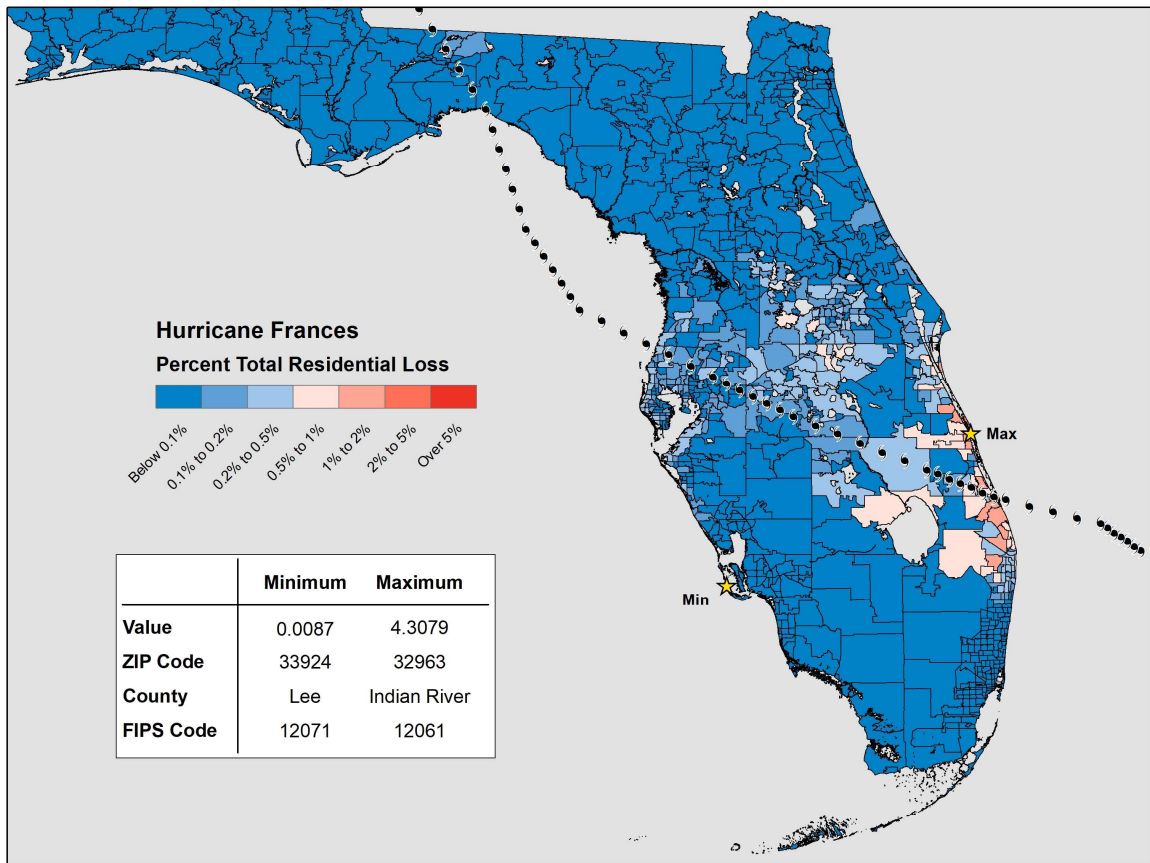 Hurricane Frances
Percent Total Residential Loss
Below 0.1%
0.1% to 0.2%
0.2% to 0.5%
0.5% to 1%
1% to 2%
2% to 5%
Over 5%
Max
Min
Minimum Maximum
Value 0.0087 4.3079
ZIP Code 33924 32963
County Lee Indian River
FIPS Code 12071 12061